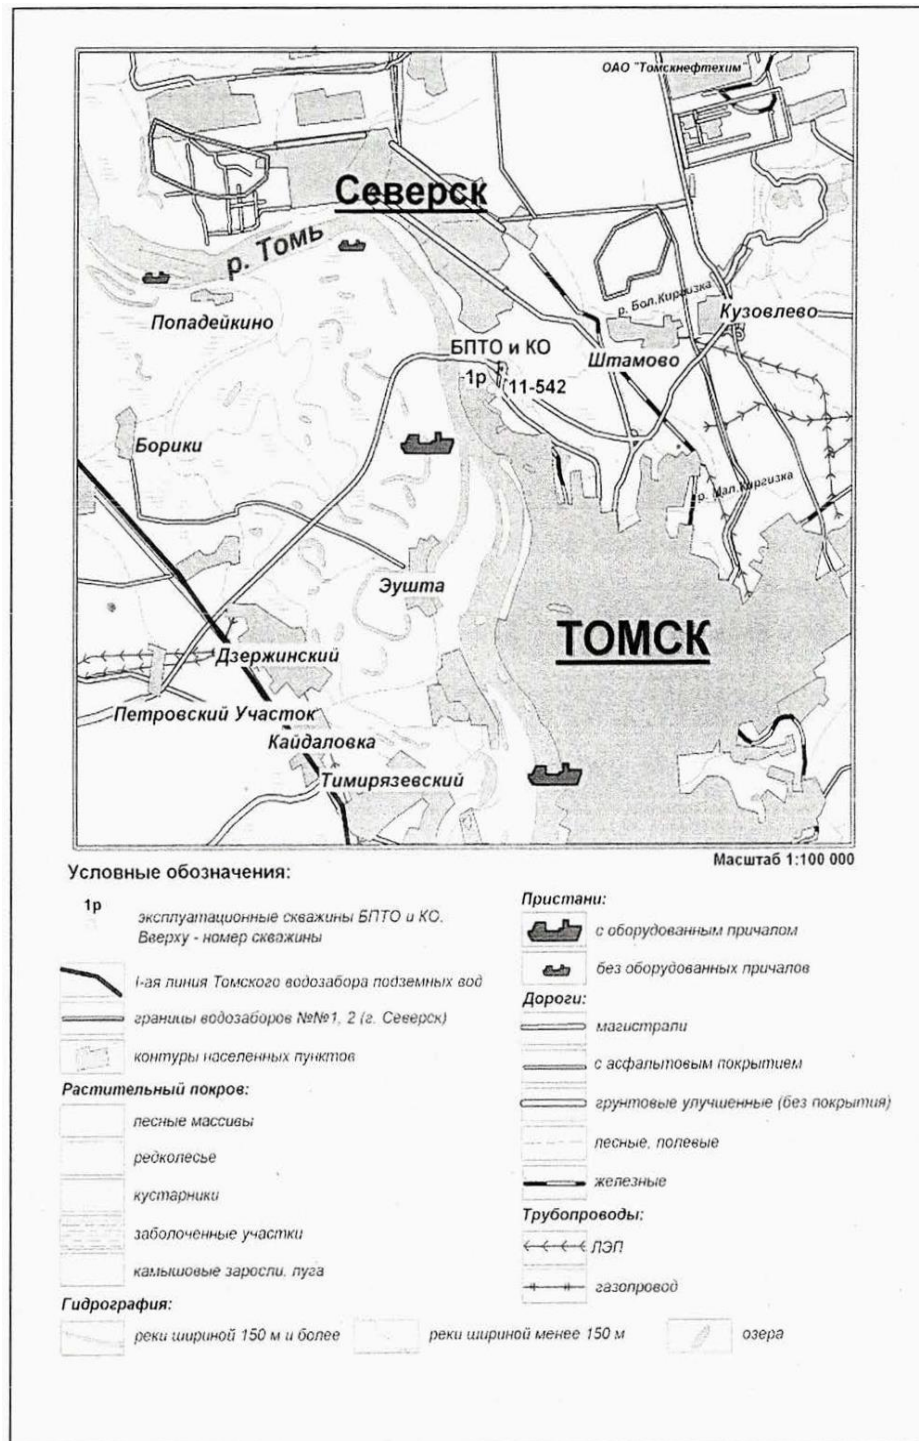 ОАО "Томскнефтехим"
Северск
р. Томь
р. Бол.Киргизка
Кузовлево
Попадейкино
БПТО и КО
Штамово
1р
11-542
Борики
р. Мал.Киргизка
Эушта
ТОМСК
Дзержинский
Петровский Участок
Кайдаловка
Тимирязевский
Масштаб 1:100 000
Условные обозначения:
1р
эксплуатационные скважины БПТО и КО.
Вверху - номер скважины
I-ая линия Томского водозабора подземных вод
границы водозаборов №№1, 2 (г. Северск)
контуры населенных пунктов
Растительный покров:
лесные массивы
редколесье
кустарники
заболоченные участки
камышовые заросли, луга
Пристани:
с оборудованным причалом
без оборудованных причалов
Дороги:
магистрали
с асфальтовым покрытием
грунтовые улучшенные (без покрытия)
лесные, полевые
железные
Трубопроводы:
ЛЭП
газопровод
Гидрография:
реки шириной 150 м и более
реки шириной менее 150 м
озера